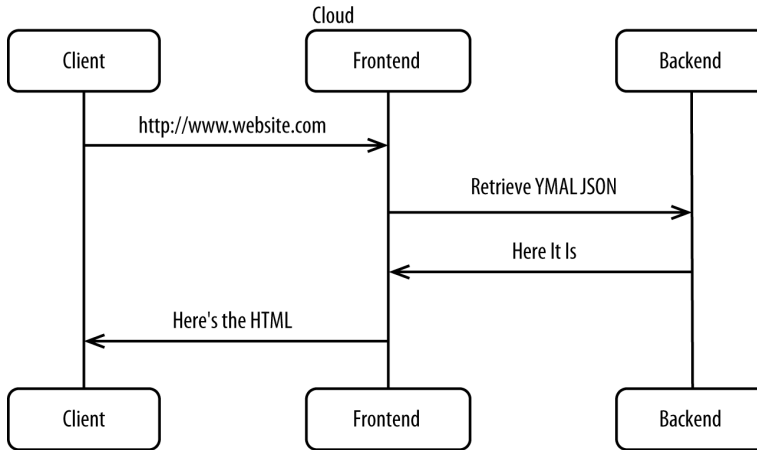 Cloud
Client
Frontend
Backend
http://www.website.com
Retrieve YMAL JSON
Here It Is
Here's the HTML
Client
Frontend
Backend